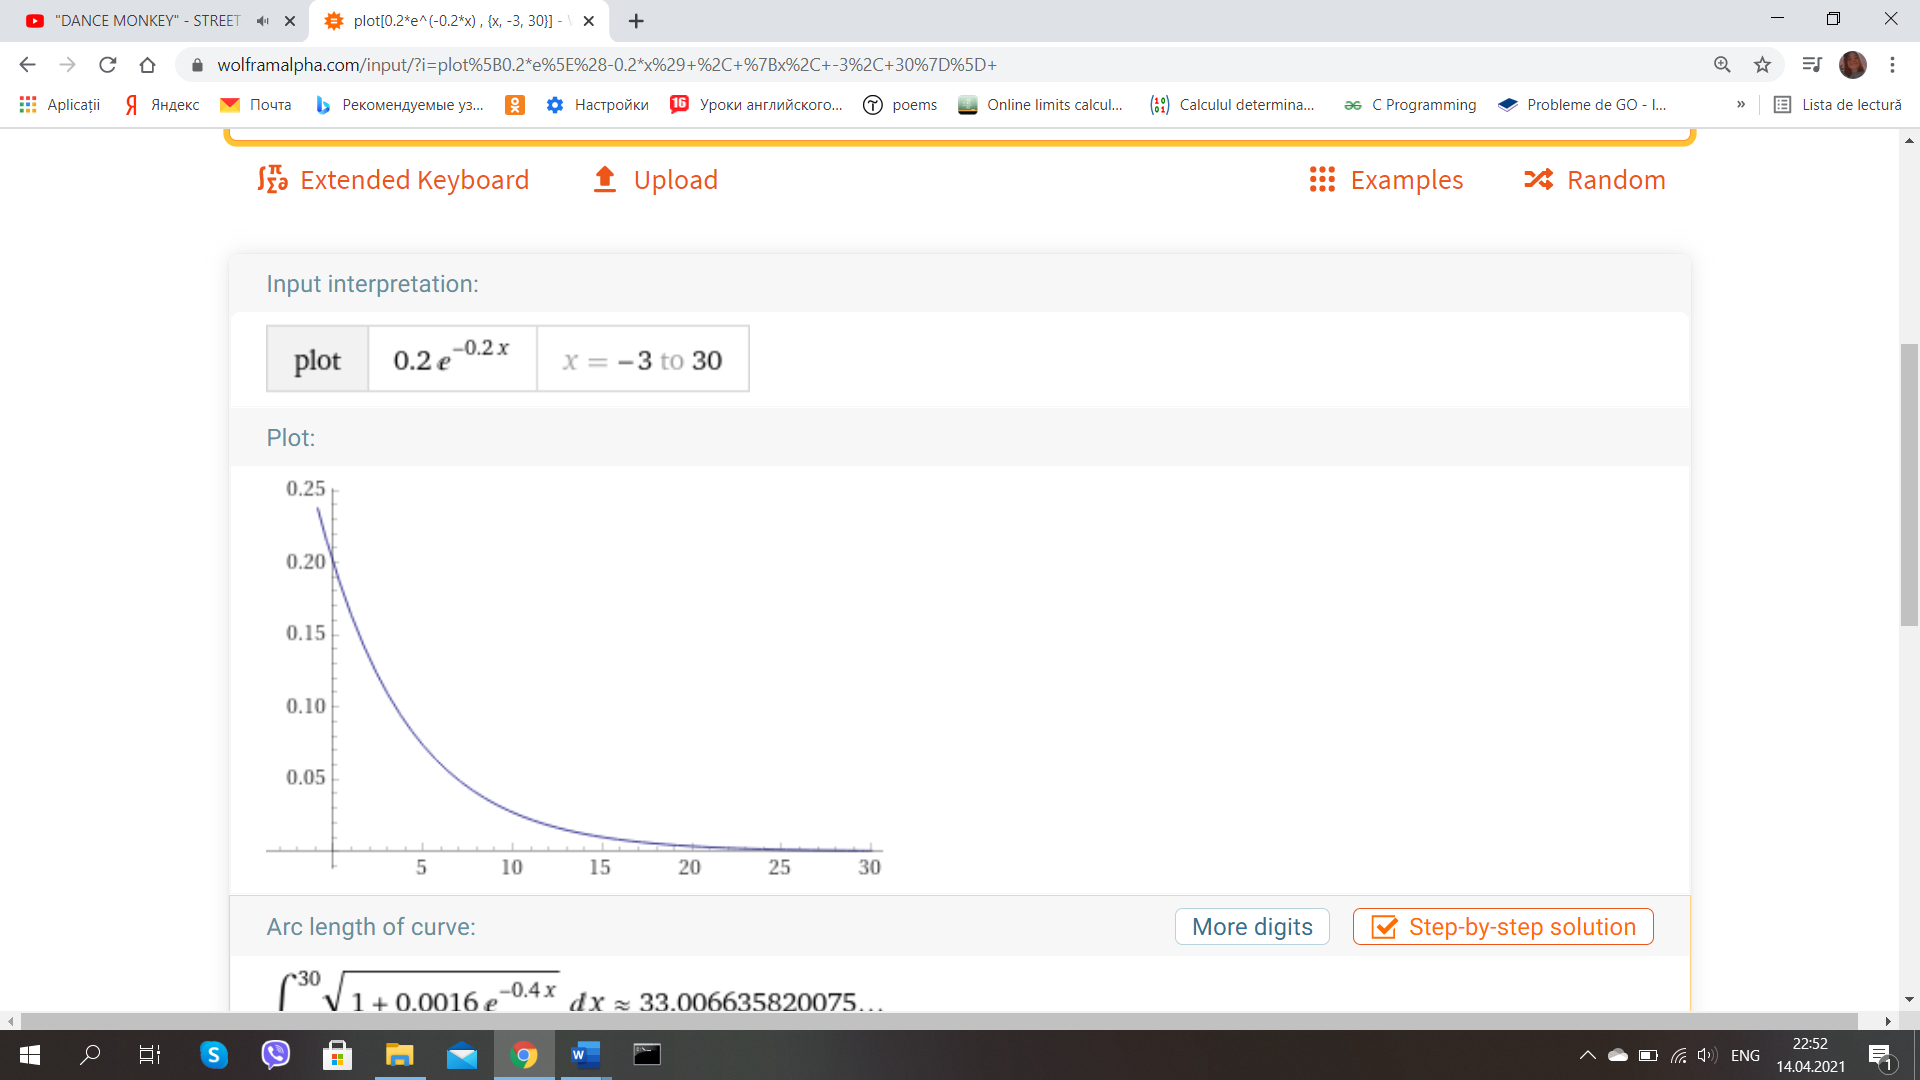 "DANCE MONKEY" - STREET
plot[0.2*e^(-0.2*x) , {x, -3, 30}] -
wolframalpha.com/input/?i=plot%5B0.2*e%5E%28-0.2*x%29+%2C+%7Bx%2C+-3%2C+30%7D%5D+
Aplicații
Яндекс
Почта
Рекомендуемые уз...
Настройки
16 Уроки английского...
poems
Online limits calcul...
Calculul determina...
C Programming
Probleme de GO - I...
»
Lista de lectură
Extended Keyboard
Upload
Examples
Random
Input interpretation:
plot 0.2 e^−0.2 x x = −3 to 30
Plot:
0.25
0.20
0.15
0.10
0.05
5 10 15 20 25 30
Arc length of curve:
More digits
Step-by-step solution
∫ 30 √ 1 + 0.0016 e^−0.4 x dx ≈ 33.006635820075...
ENG
22:52
14.04.2021
1